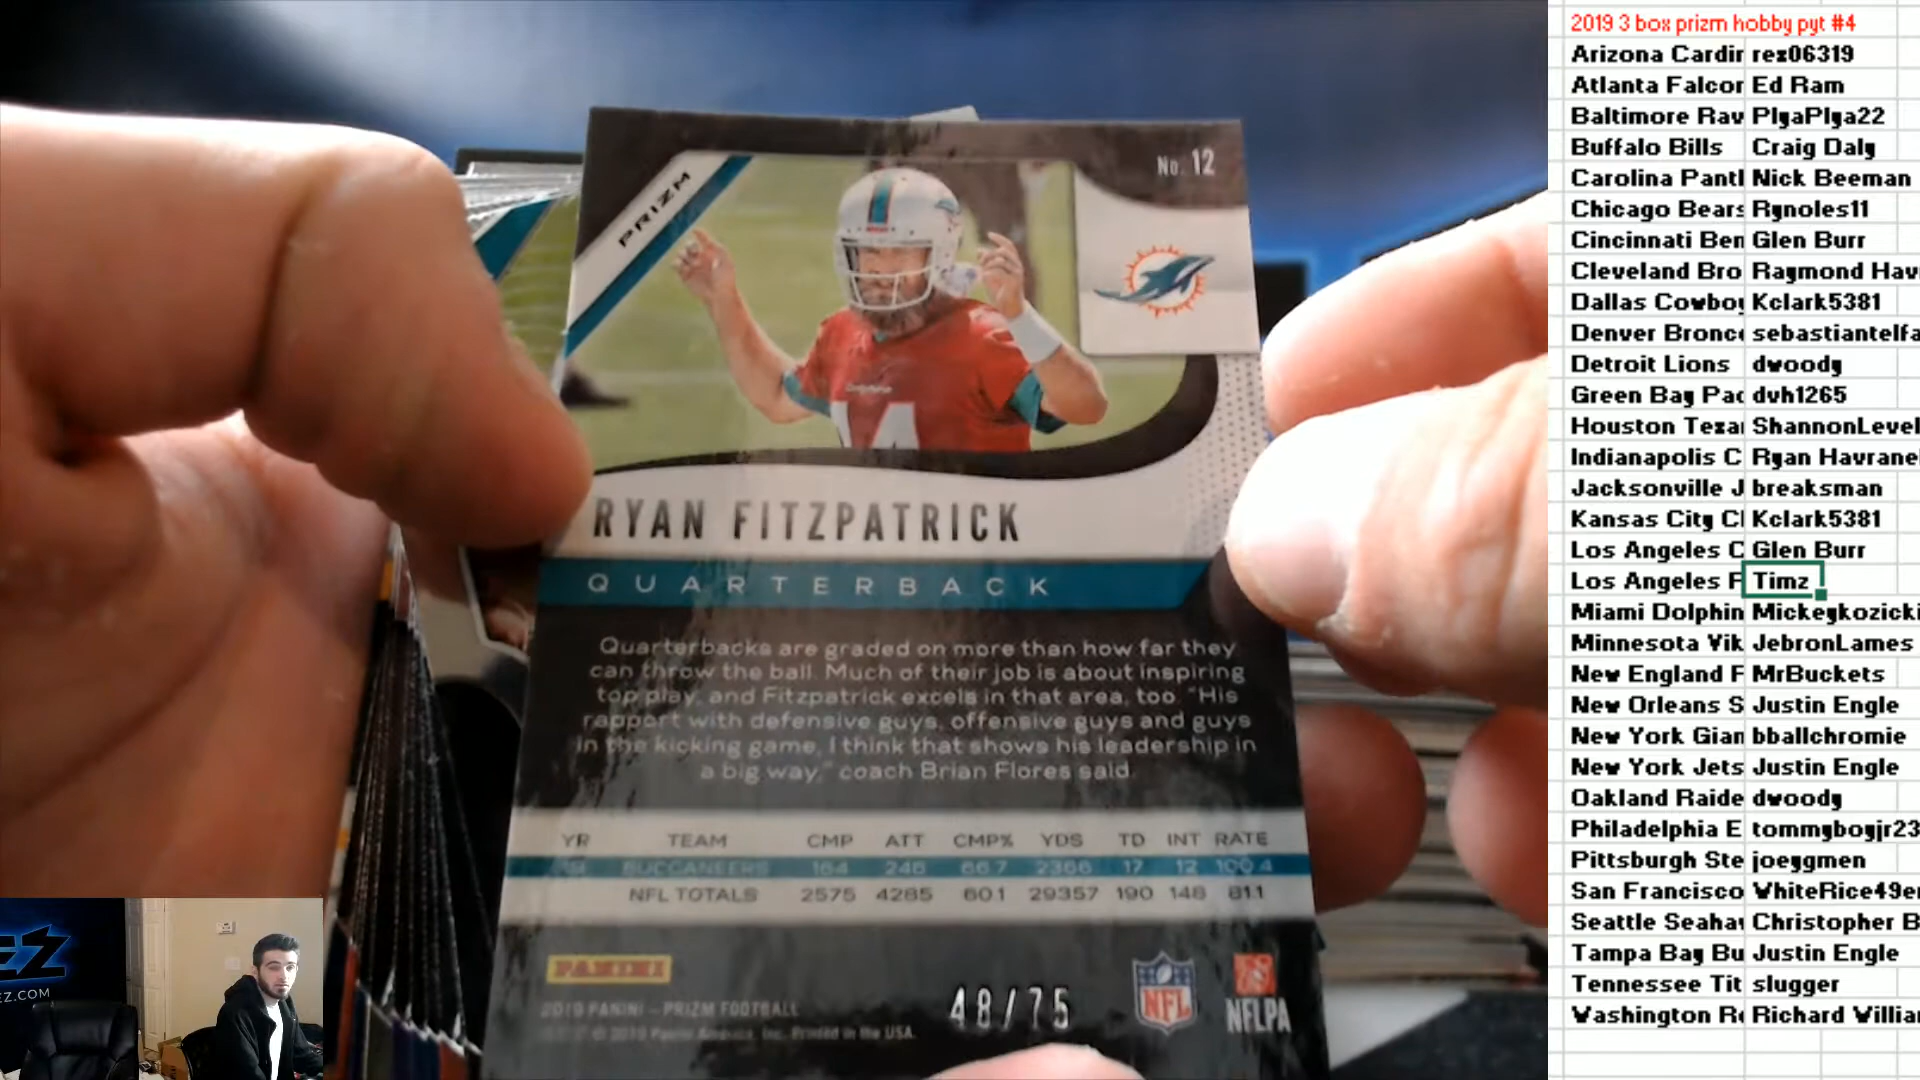 No. 12
PRIZM
RYAN FITZPATRICK
QUARTERBACK
Quarterbacks are graded on more than how far they
can throw the ball. Much of their job is about inspiring
top play, and Fitzpatrick excels in that area, too. "His
rapport with defensive guys, offensive guys and guys
in the kicking game, I think that shows his leadership in
a big way," coach Brian Flores said.
YR TEAM CMP ATT CMP% YDS TD INT RATE
BUCCANEERS 164 246 66.7 2366 17 12 100.4
NFL TOTALS 2575 4285 60.1 29357 190 148 81.1
PANINI
2019 PANINI – PRIZM FOOTBALL
© 2019 Panini America, Inc. Printed in the USA.
48/75
NFL
NFLPA
EZ
EZ.COM
2019 3 box prizm hobby pyt #4
Arizona Cardin rez06319
Atlanta Falcon Ed Ram
Baltimore Rav PlyaPlya22
Buffalo Bills Craig Daly
Carolina Pantl Nick Beeman
Chicago Bears Rynoles11
Cincinnati Ben Glen Burr
Cleveland Bro Raymond Hav
Dallas Cowboy Kclark5381
Denver Bronco sebastiantelfa
Detroit Lions dwoody
Green Bay Pac dvh1265
Houston Texa ShannonLevel
Indianapolis C Ryan Havrane
Jacksonville J breaksman
Kansas City Cl Kclark5381
Los Angeles C Glen Burr
Los Angeles F Timz
Miami Dolphin Mickeykozicki
Minnesota Vik JebronLames
New England F MrBuckets
New Orleans S Justin Engle
New York Gian bballchromie
New York Jets Justin Engle
Oakland Raide dwoody
Philadelphia E tommyboyjr23
Pittsburgh Ste joeygmen
San Francisco WhiteRice49e
Seattle Seahav Christopher B
Tampa Bay Bu Justin Engle
Tennessee Tit slugger
Washington Re Richard Willia